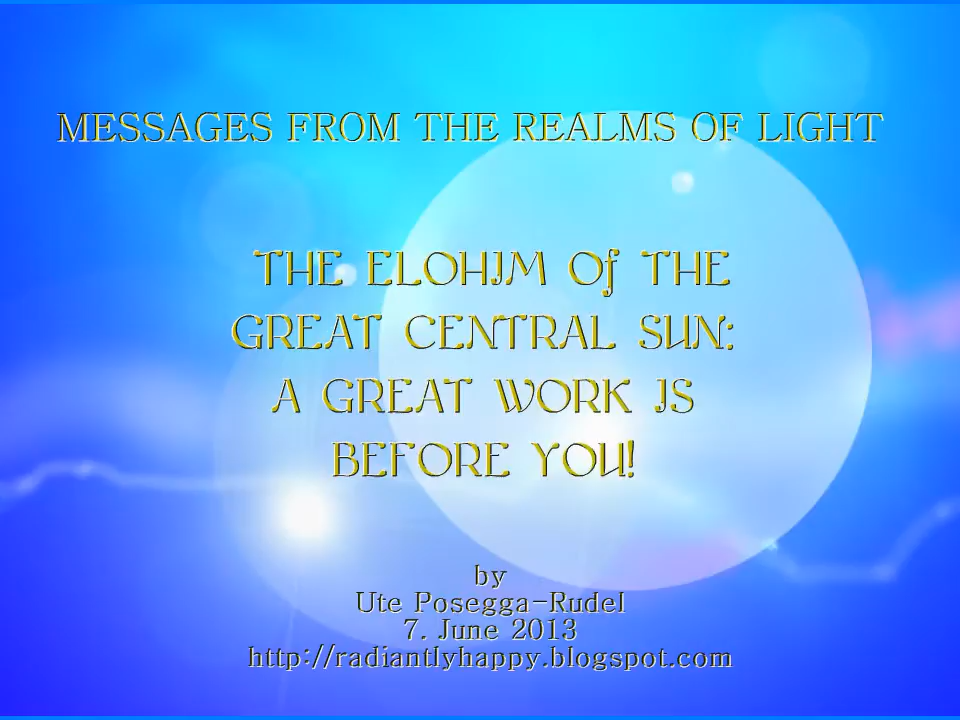 MESSAGES FROM THE REALMS OF LIGHT
THE ELOHIM Of THE
GREAT CENTRAL SUN:
A GREAT WORK IS
BEFORE YOU!
by
Ute Posegga-Rudel
7. June 2013
http://radiantlyhappy.blogspot.com